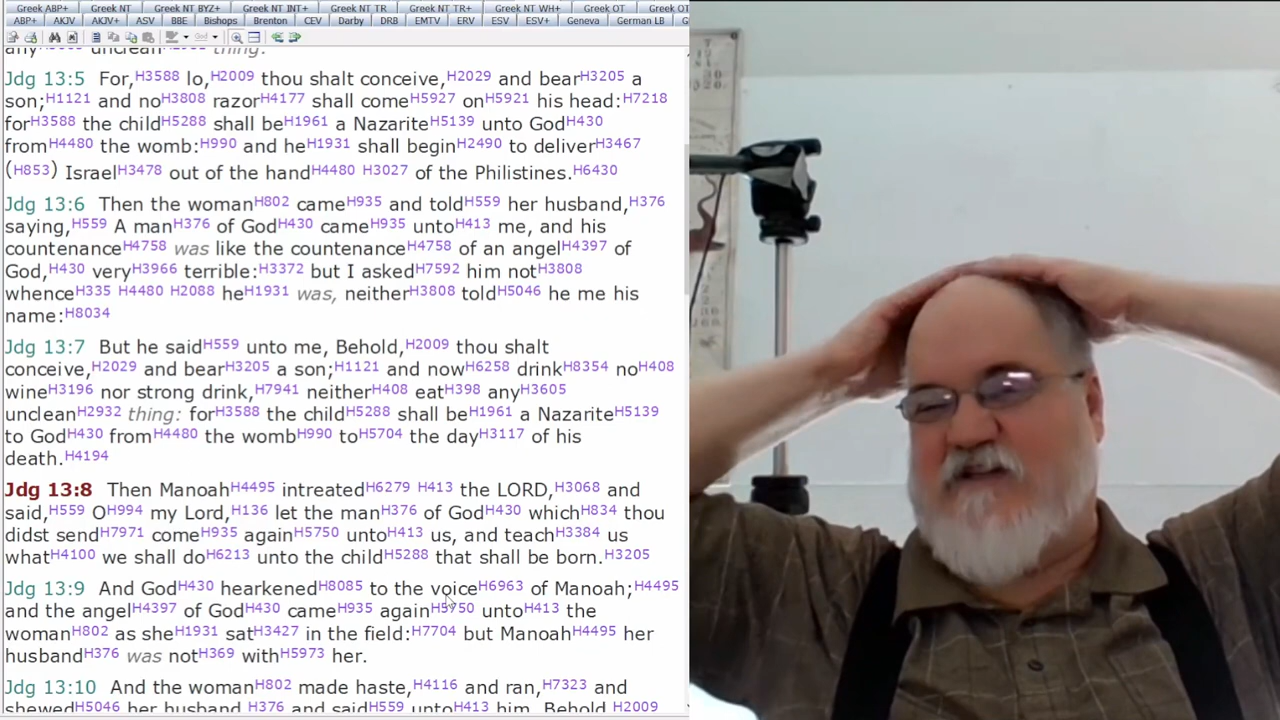 Greek ABP+ Greek NT Greek NT BYZ+ Greek NT INT+ Greek NT TR Greek NT TR+ Greek NT WH+ Greek OT Greek OT
ABP+ AKJV AKJV+ ASV BBE Bishops Brenton CEV Darby DRB EMTV ERV ESV ESV+ Geneva German LB G
any unclean thing:
Jdg 13:5 For,H3588 lo,H2009 thou shalt conceive,H2029 and bearH3205 a
son;H1121 and noH3808 razorH4177 shall comeH5927 onH5921 his head:H7218
forH3588 the childH5288 shall beH1961 a NazariteH5139 unto GodH430
fromH4480 the womb:H990 and heH1931 shall beginH2490 to deliverH3467
(H853) IsraelH3478 out of the handH4480 H3027 of the Philistines.H6430
Jdg 13:6 Then the womanH802 cameH935 and toldH559 her husband,H376
saying,H559 A manH376 of GodH430 cameH935 untoH413 me, and his
countenanceH4758 was like the countenanceH4758 of an angelH4397 of
God,H430 veryH3966 terrible:H3372 but I askedH7592 him notH3808
whenceH335 H4480 H2088 heH1931 was, neitherH3808 toldH5046 he me his
name:H8034
Jdg 13:7 But he saidH559 unto me, Behold,H2009 thou shalt
conceive,H2029 and bearH3205 a son;H1121 and nowH6258 drinkH8354 noH408
wineH3196 nor strong drink,H7941 neitherH408 eatH398 anyH3605
uncleanH2932 thing: forH3588 the childH5288 shall beH1961 a NazariteH5139
to GodH430 fromH4480 the wombH990 toH5704 the dayH3117 of his
death.H4194
Jdg 13:8 Then ManoahH4495 intreatedH6279 H413 the LORD,H3068 and
said,H559 OH994 my Lord,H136 let the manH376 of GodH430 whichH834 thou
didst sendH7971 comeH935 againH5750 untoH413 us, and teachH3384 us
whatH4100 we shall doH6213 unto the childH5288 that shall be born.H3205
Jdg 13:9 And GodH430 hearkenedH8085 to the voiceH6963 of Manoah;H4495
and the angelH4397 of GodH430 cameH935 againH5750 untoH413 the
womanH802 as sheH1931 satH3427 in the field:H7704 but ManoahH4495 her
husbandH376 was notH369 withH5973 her.
Jdg 13:10 And the womanH802 made haste,H4116 and ran,H7323 and
shewedH5046 her husband,H376 and saidH559 untoH413 him, Behold,H2009